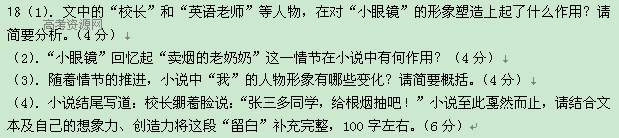 18（1）．文中的“校长”和“英语老师”等人物，在对“小眼镜”的形象塑造上起了什么作用？请
简要分析。（4 分）
高考资源网
（2）．“小眼镜”回忆起“卖烟的老奶奶”这一情节在小说中有何作用？（4 分）
（3）．随着情节的推进，小说中“我”的人物形象有哪些变化？请简要概括。（4 分）
（4）．小说结尾写道：校长绷着脸说：“张三多同学，给根烟抽吧！”小说至此戛然而止，请结合文
本及自己的想象力、创造力将这段“留白”补充完整，100 字左右。（6 分）